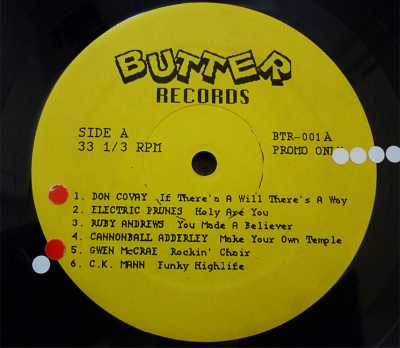 BUTTER
RECORDS
SIDE A
33 1/3 RPM
BTR-001A
PROMO ONLY
1. DON COVAY If There's A Will There's A Way
2. ELECTRIC PRUNES Holy Are You
3. RUBY ANDREWS You Made A Believer
4. CANNONBALL ADDERLEY Make Your Own Temple
5. GWEN McCRAE Rockin' Chair
6. C.K. MANN Funky Highlife